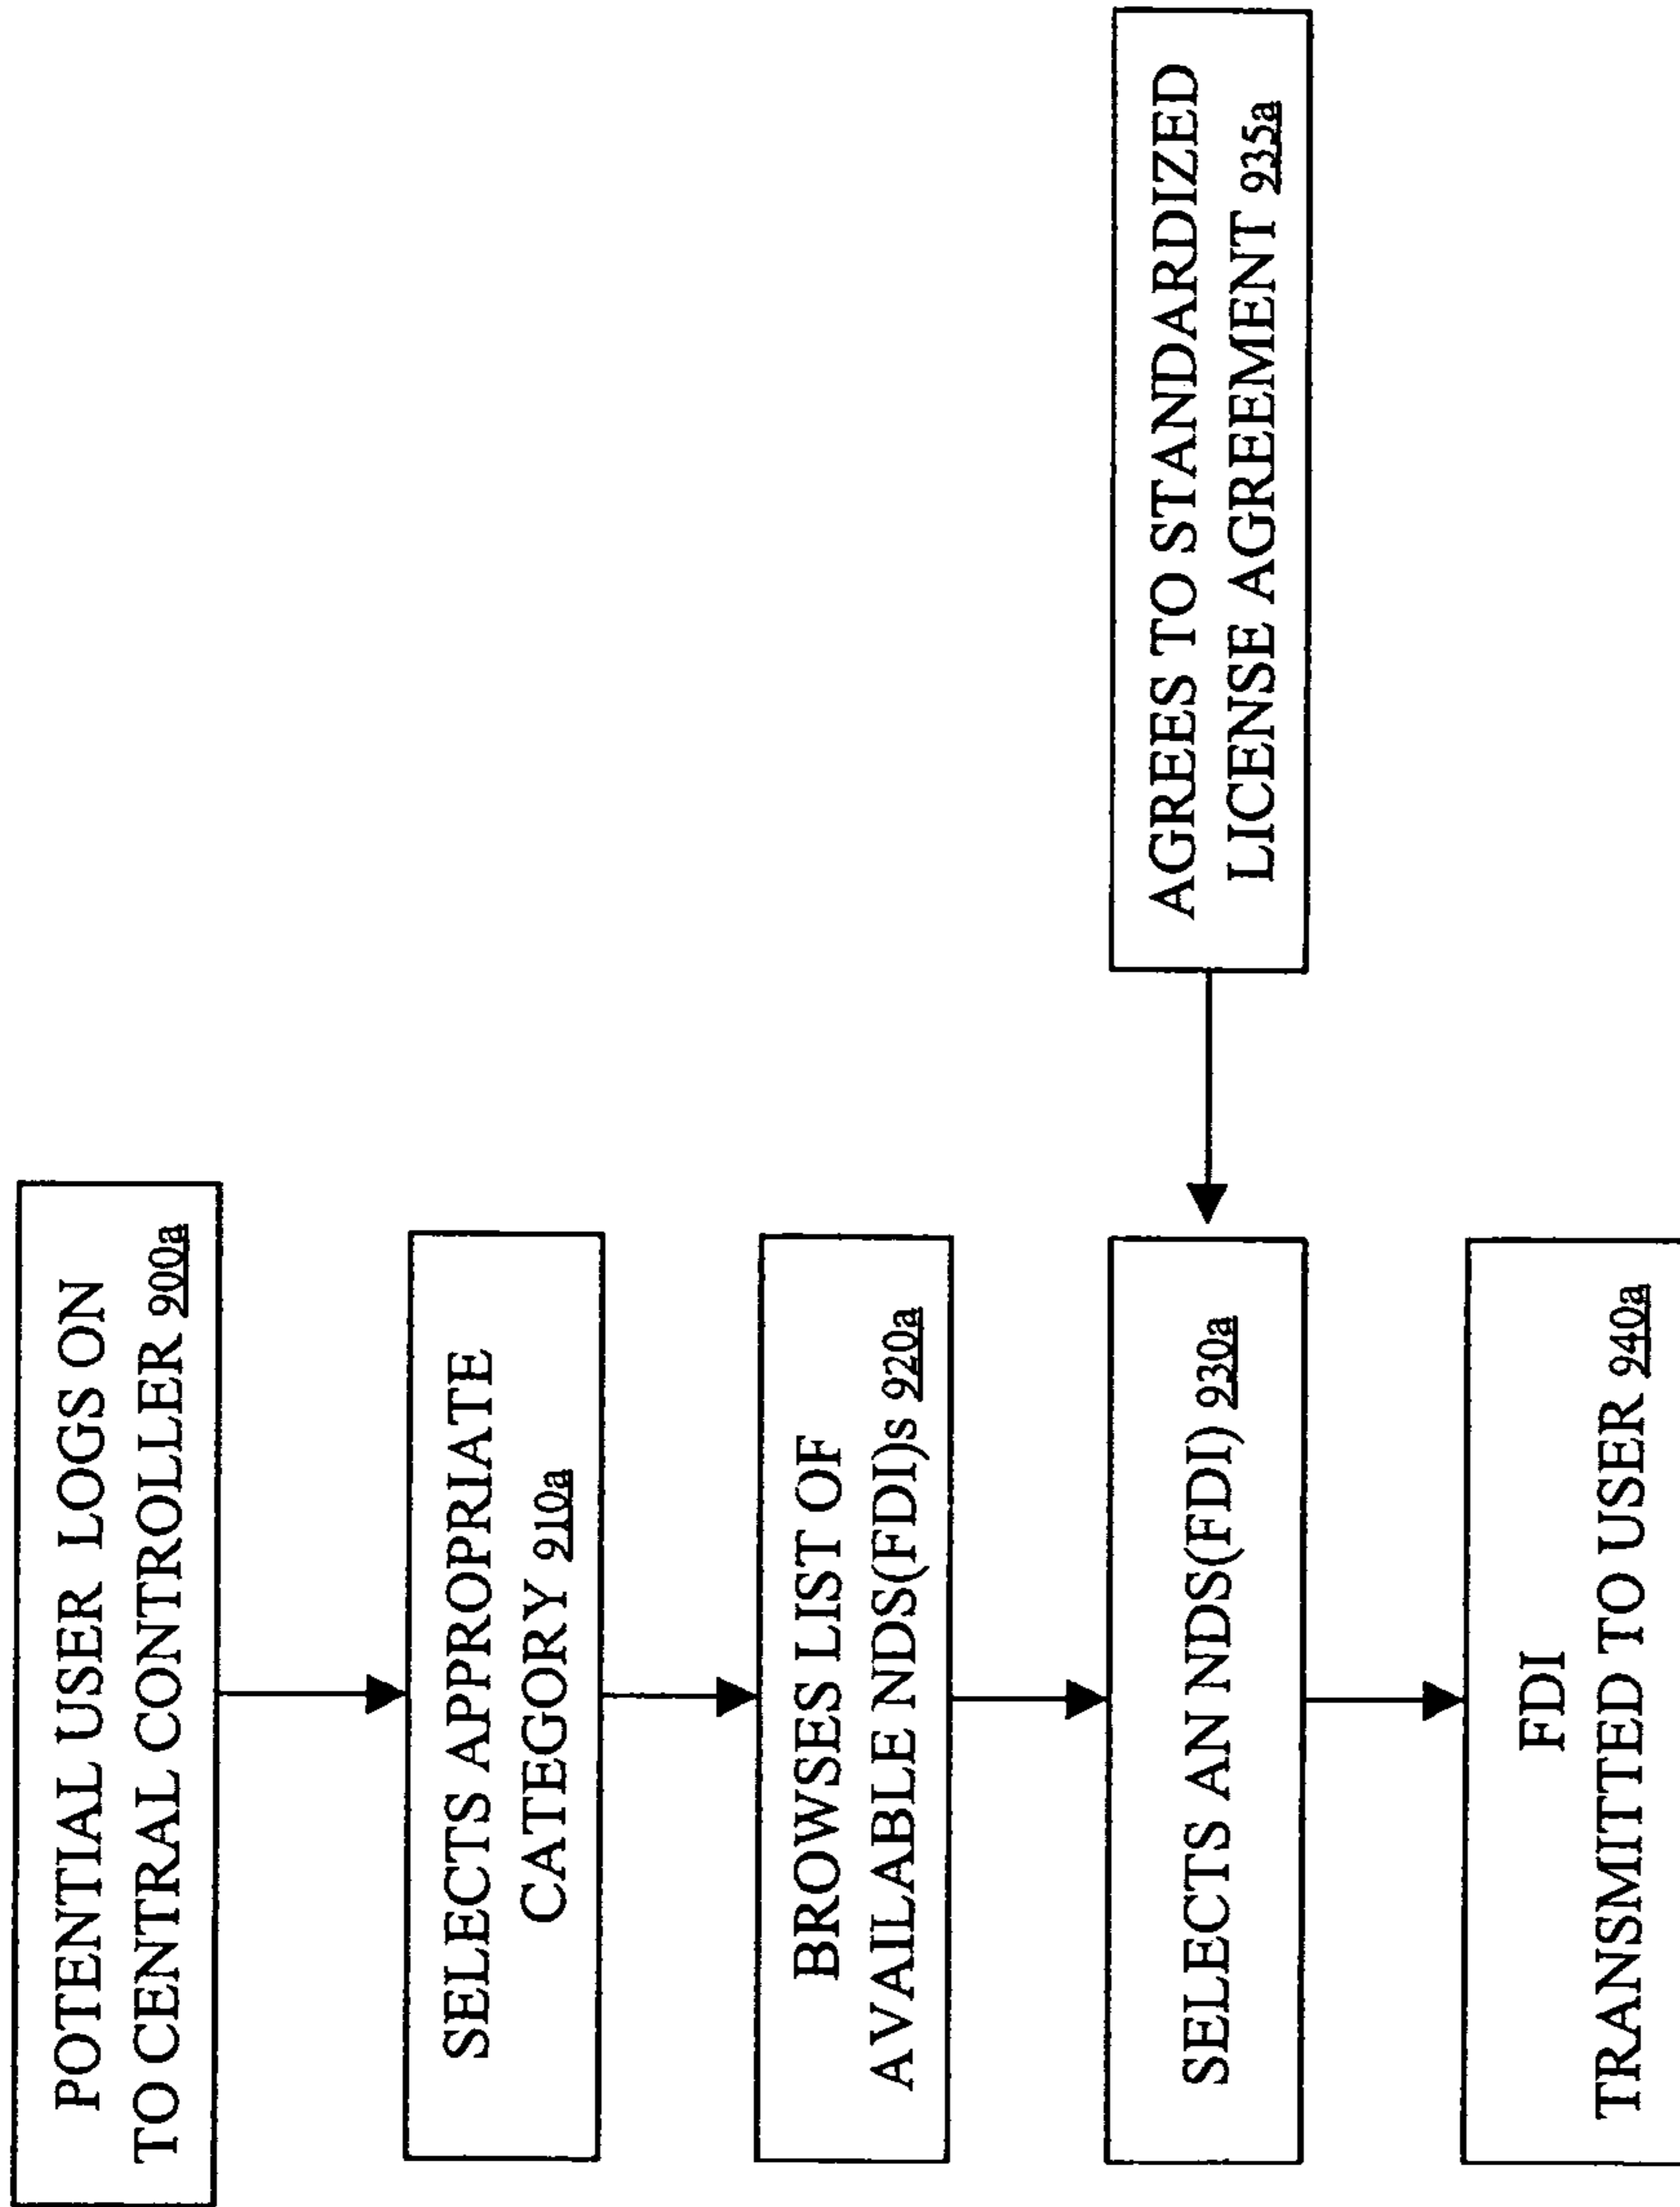 POTENTIAL USER LOGS ON
TO CENTRAL CONTROLLER 900a
SELECTS APPROPRIATE
CATEGORY 910a
BROWSES LIST OF
AVAILABLE NDS(FDI)s 920a
SELECTS AN NDS(FDI) 930a
AGREES TO STANDARDIZED
LICENSE AGREEMENT 935a
FDI
TRANSMITTED TO USER 940a